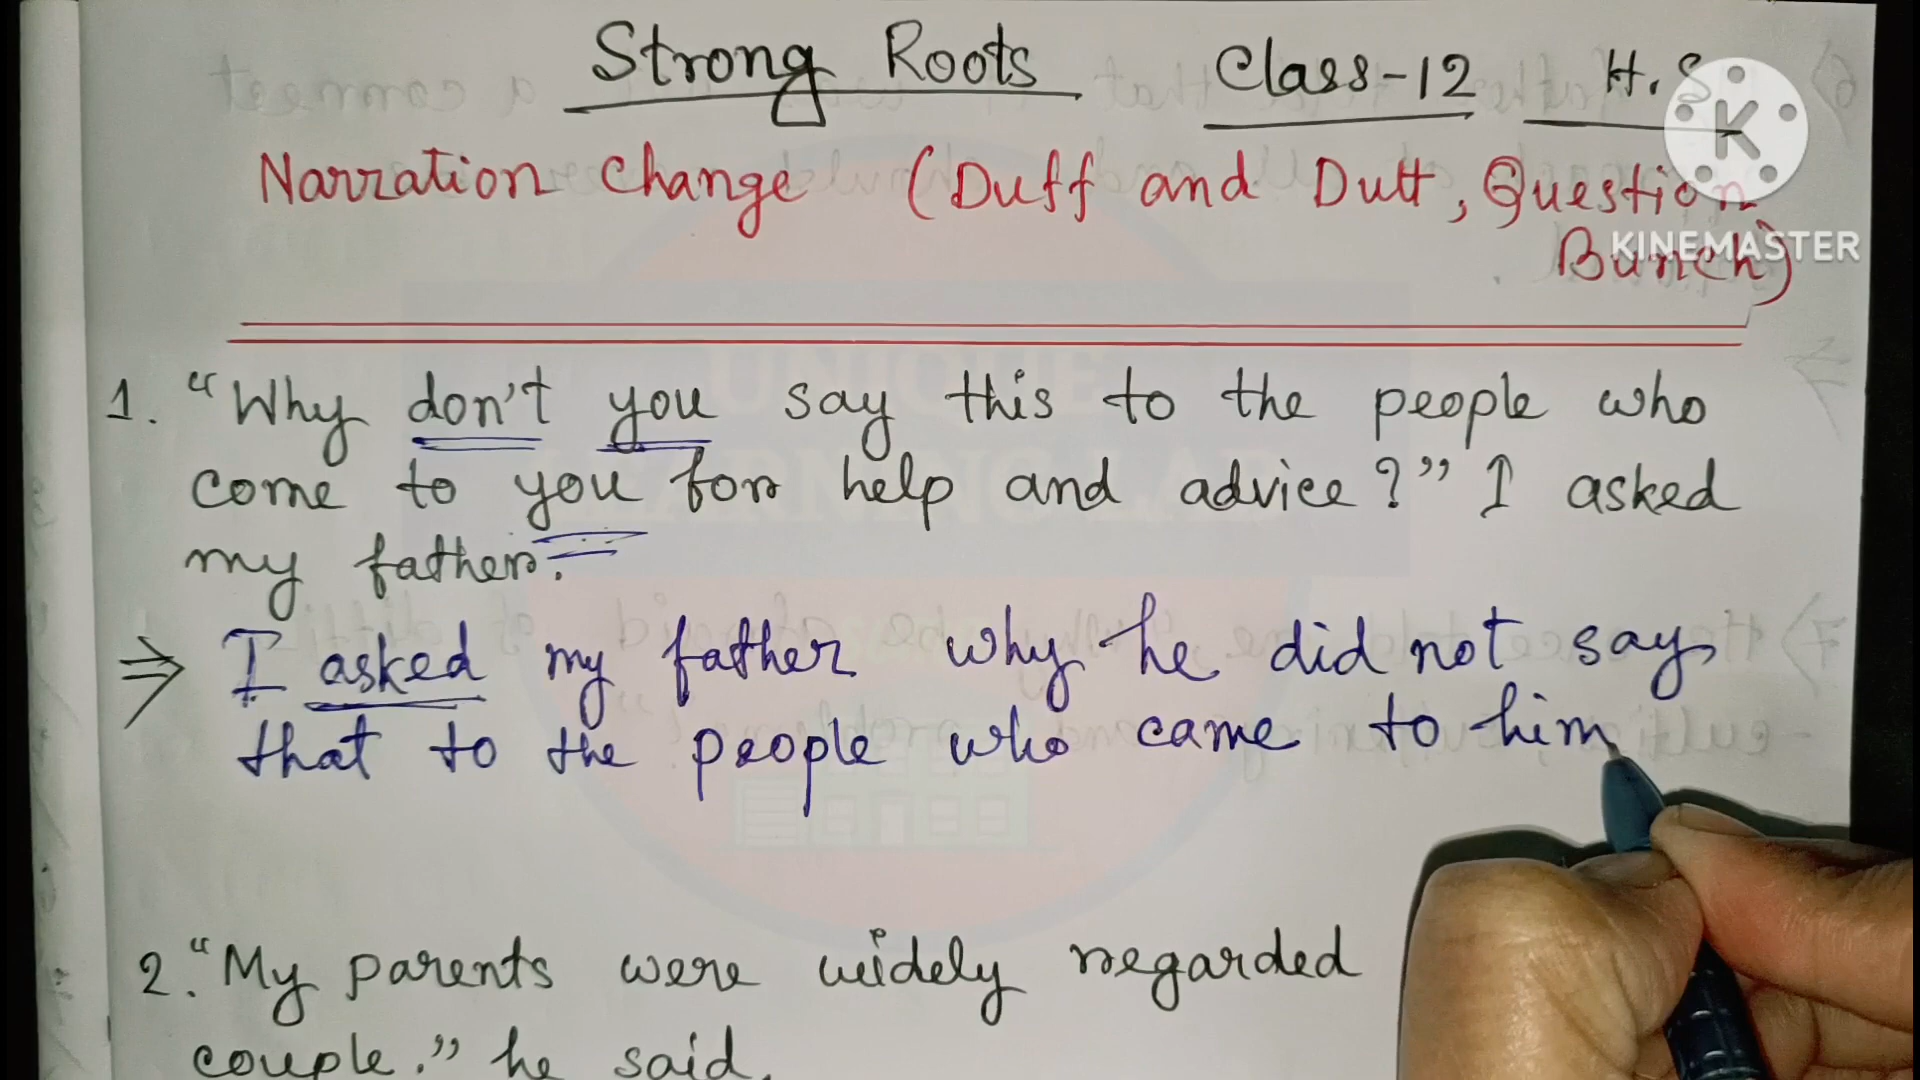 Strong Roots Class-12 H.S
Narration Change (Duff and Dutt, Question
Bunch)
K
KINEMASTER
1. "Why don't you say this to the people who
come to you for help and advice?" I asked
my father.
⇒ I asked my father why he did not say
that to the people who came to him
2. "My parents were widely regarded
couple." he said.